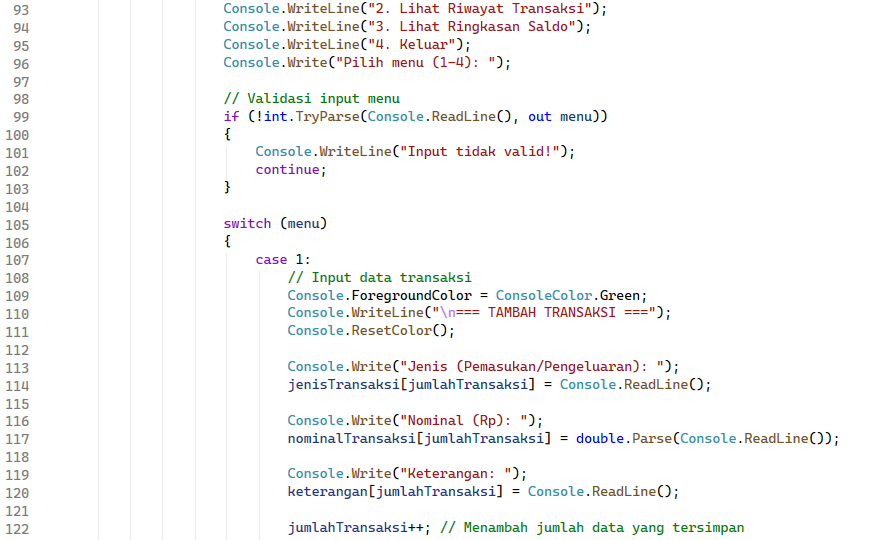 93 Console.WriteLine("2. Lihat Riwayat Transaksi");
94 Console.WriteLine("3. Lihat Ringkasan Saldo");
95 Console.WriteLine("4. Keluar");
96 Console.Write("Pilih menu (1-4): ");
97
98 // Validasi input menu
99 if (!int.TryParse(Console.ReadLine(), out menu))
100 {
101 Console.WriteLine("Input tidak valid!");
102 continue;
103 }
104
105 switch (menu)
106 {
107 case 1:
108 // Input data transaksi
109 Console.ForegroundColor = ConsoleColor.Green;
110 Console.WriteLine("\n=== TAMBAH TRANSAKSI ===");
111 Console.ResetColor();
112
113 Console.Write("Jenis (Pemasukan/Pengeluaran): ");
114 jenisTransaksi[jumlahTransaksi] = Console.ReadLine();
115
116 Console.Write("Nominal (Rp): ");
117 nominalTransaksi[jumlahTransaksi] = double.Parse(Console.ReadLine());
118
119 Console.Write("Keterangan: ");
120 keterangan[jumlahTransaksi] = Console.ReadLine();
121
122 jumlahTransaksi++; // Menambah jumlah data yang tersimpan